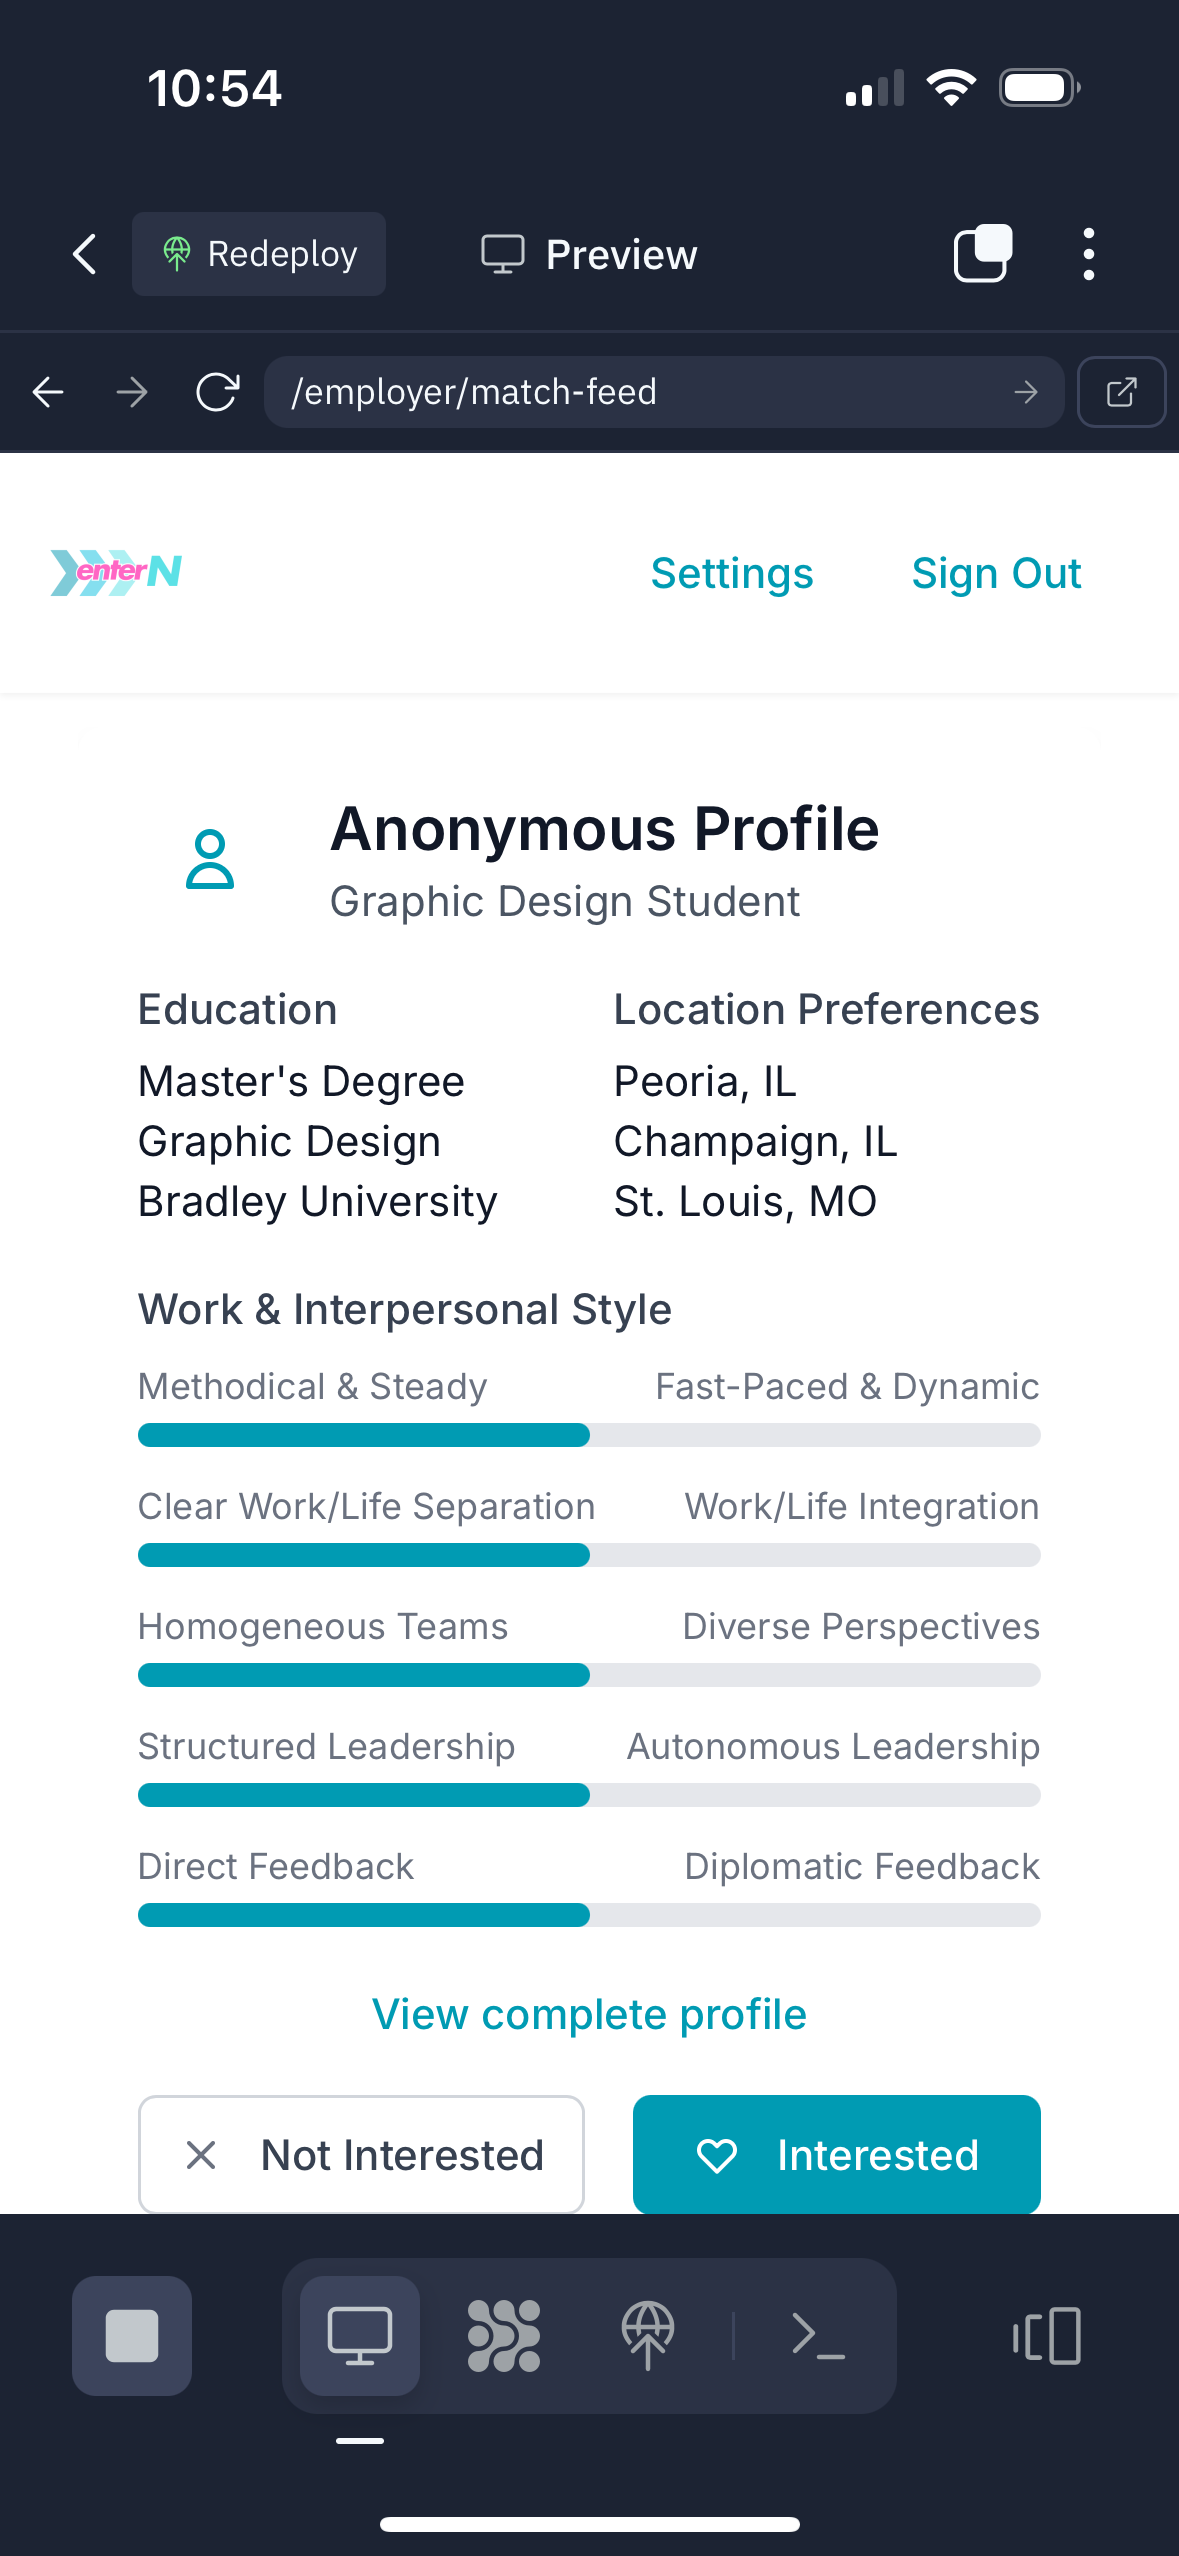 10:54
Redeploy
Preview
/employer/match-feed
enterN
Settings
Sign Out
Anonymous Profile
Graphic Design Student
Education
Master's Degree
Graphic Design
Bradley University
Location Preferences
Peoria, IL
Champaign, IL
St. Louis, MO
Work & Interpersonal Style
Methodical & Steady
Fast-Paced & Dynamic
Clear Work/Life Separation
Work/Life Integration
Homogeneous Teams
Diverse Perspectives
Structured Leadership
Autonomous Leadership
Direct Feedback
Diplomatic Feedback
View complete profile
Not Interested
Interested